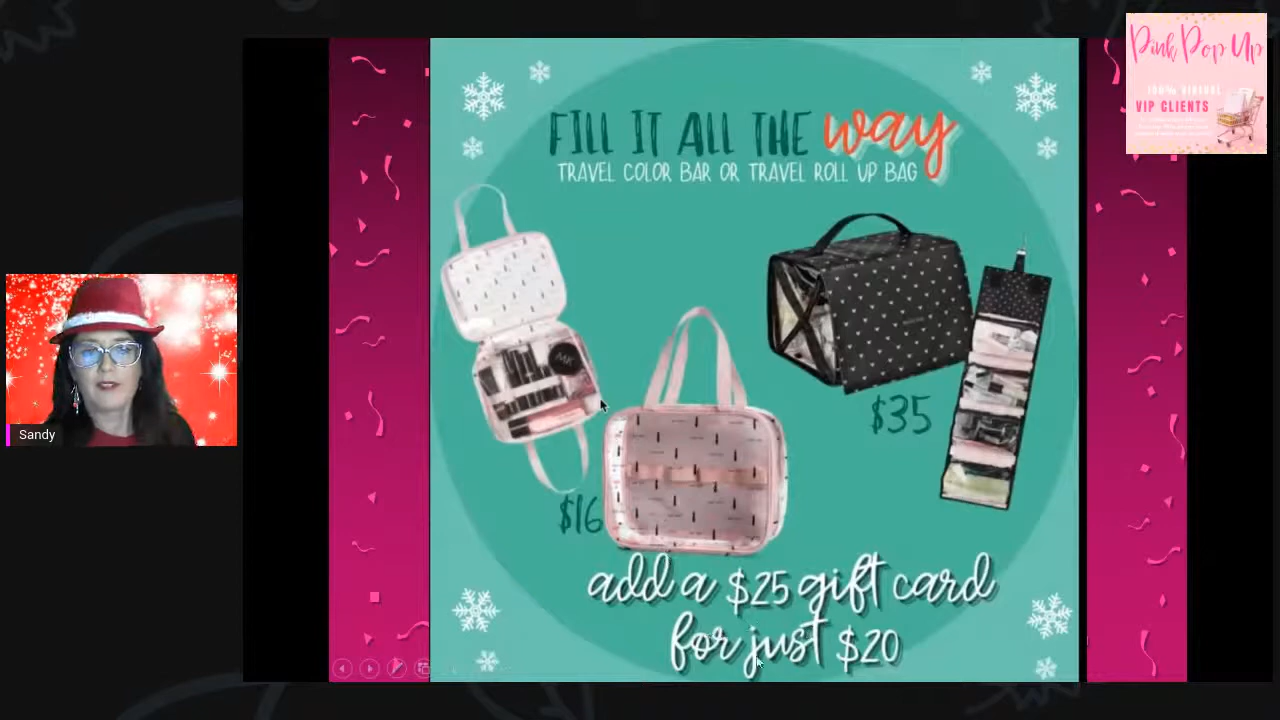 Pink Pop Up
100% VIRTUAL
VIP CLIENTS
FILL IT ALL THE way
TRAVEL COLOR BAR OR TRAVEL ROLL UP BAG
MK
$35
Sandy
$16
add a $25 gift card
for just $20